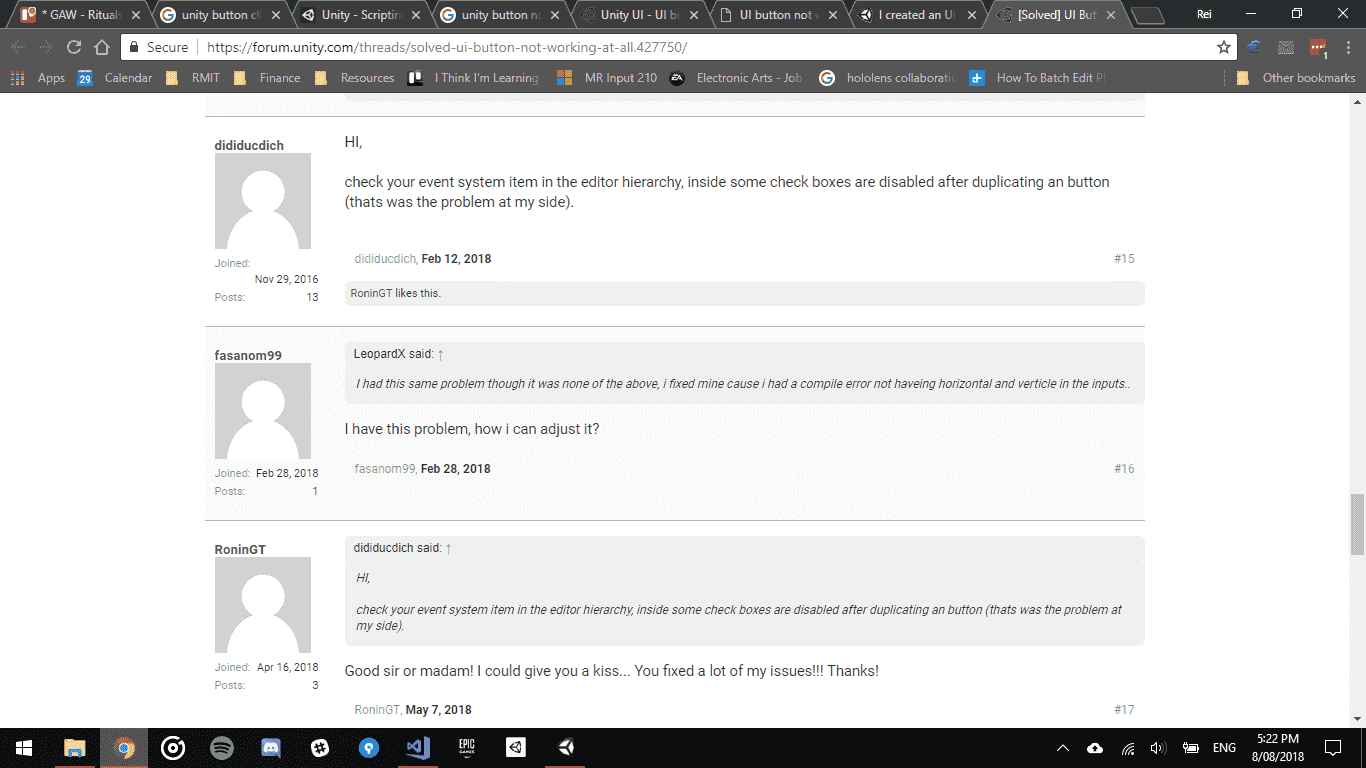 * GAW - Rituals
unity button cli
Unity - Scriptin
unity button no
Unity UI - UI bu
UI button not w
I created an UI
[Solved] UI But
Rei
Secure
https://forum.unity.com/threads/solved-ui-button-not-working-at-all.427750/
1
Apps
29
Calendar
RMIT
Finance
Resources
I Think I'm Learning
MR Input 210
EA
Electronic Arts - Job
hololens collaboratic
How To Batch Edit Pi
Other bookmarks
dididucdich
HI,
check your event system item in the editor hierarchy, inside some check boxes are disabled after duplicating an button
(thats was the problem at my side).
Joined:
Nov 29, 2016
Posts: 13
dididucdich, Feb 12, 2018
#15
RoninGT likes this.
fasanom99
LeopardX said: ↑
I had this same problem though it was none of the above, i fixed mine cause i had a compile error not haveing horizontal and verticle in the inputs..
I have this problem, how i can adjust it?
Joined: Feb 28, 2018
Posts: 1
fasanom99, Feb 28, 2018
#16
RoninGT
dididucdich said: ↑
HI,
check your event system item in the editor hierarchy, inside some check boxes are disabled after duplicating an button (thats was the problem at
my side).
Good sir or madam! I could give you a kiss... You fixed a lot of my issues!!! Thanks!
Joined: Apr 16, 2018
Posts: 3
RoninGT, May 7, 2018
#17
EPIC
GAMES
ENG
5:22 PM
8/08/2018